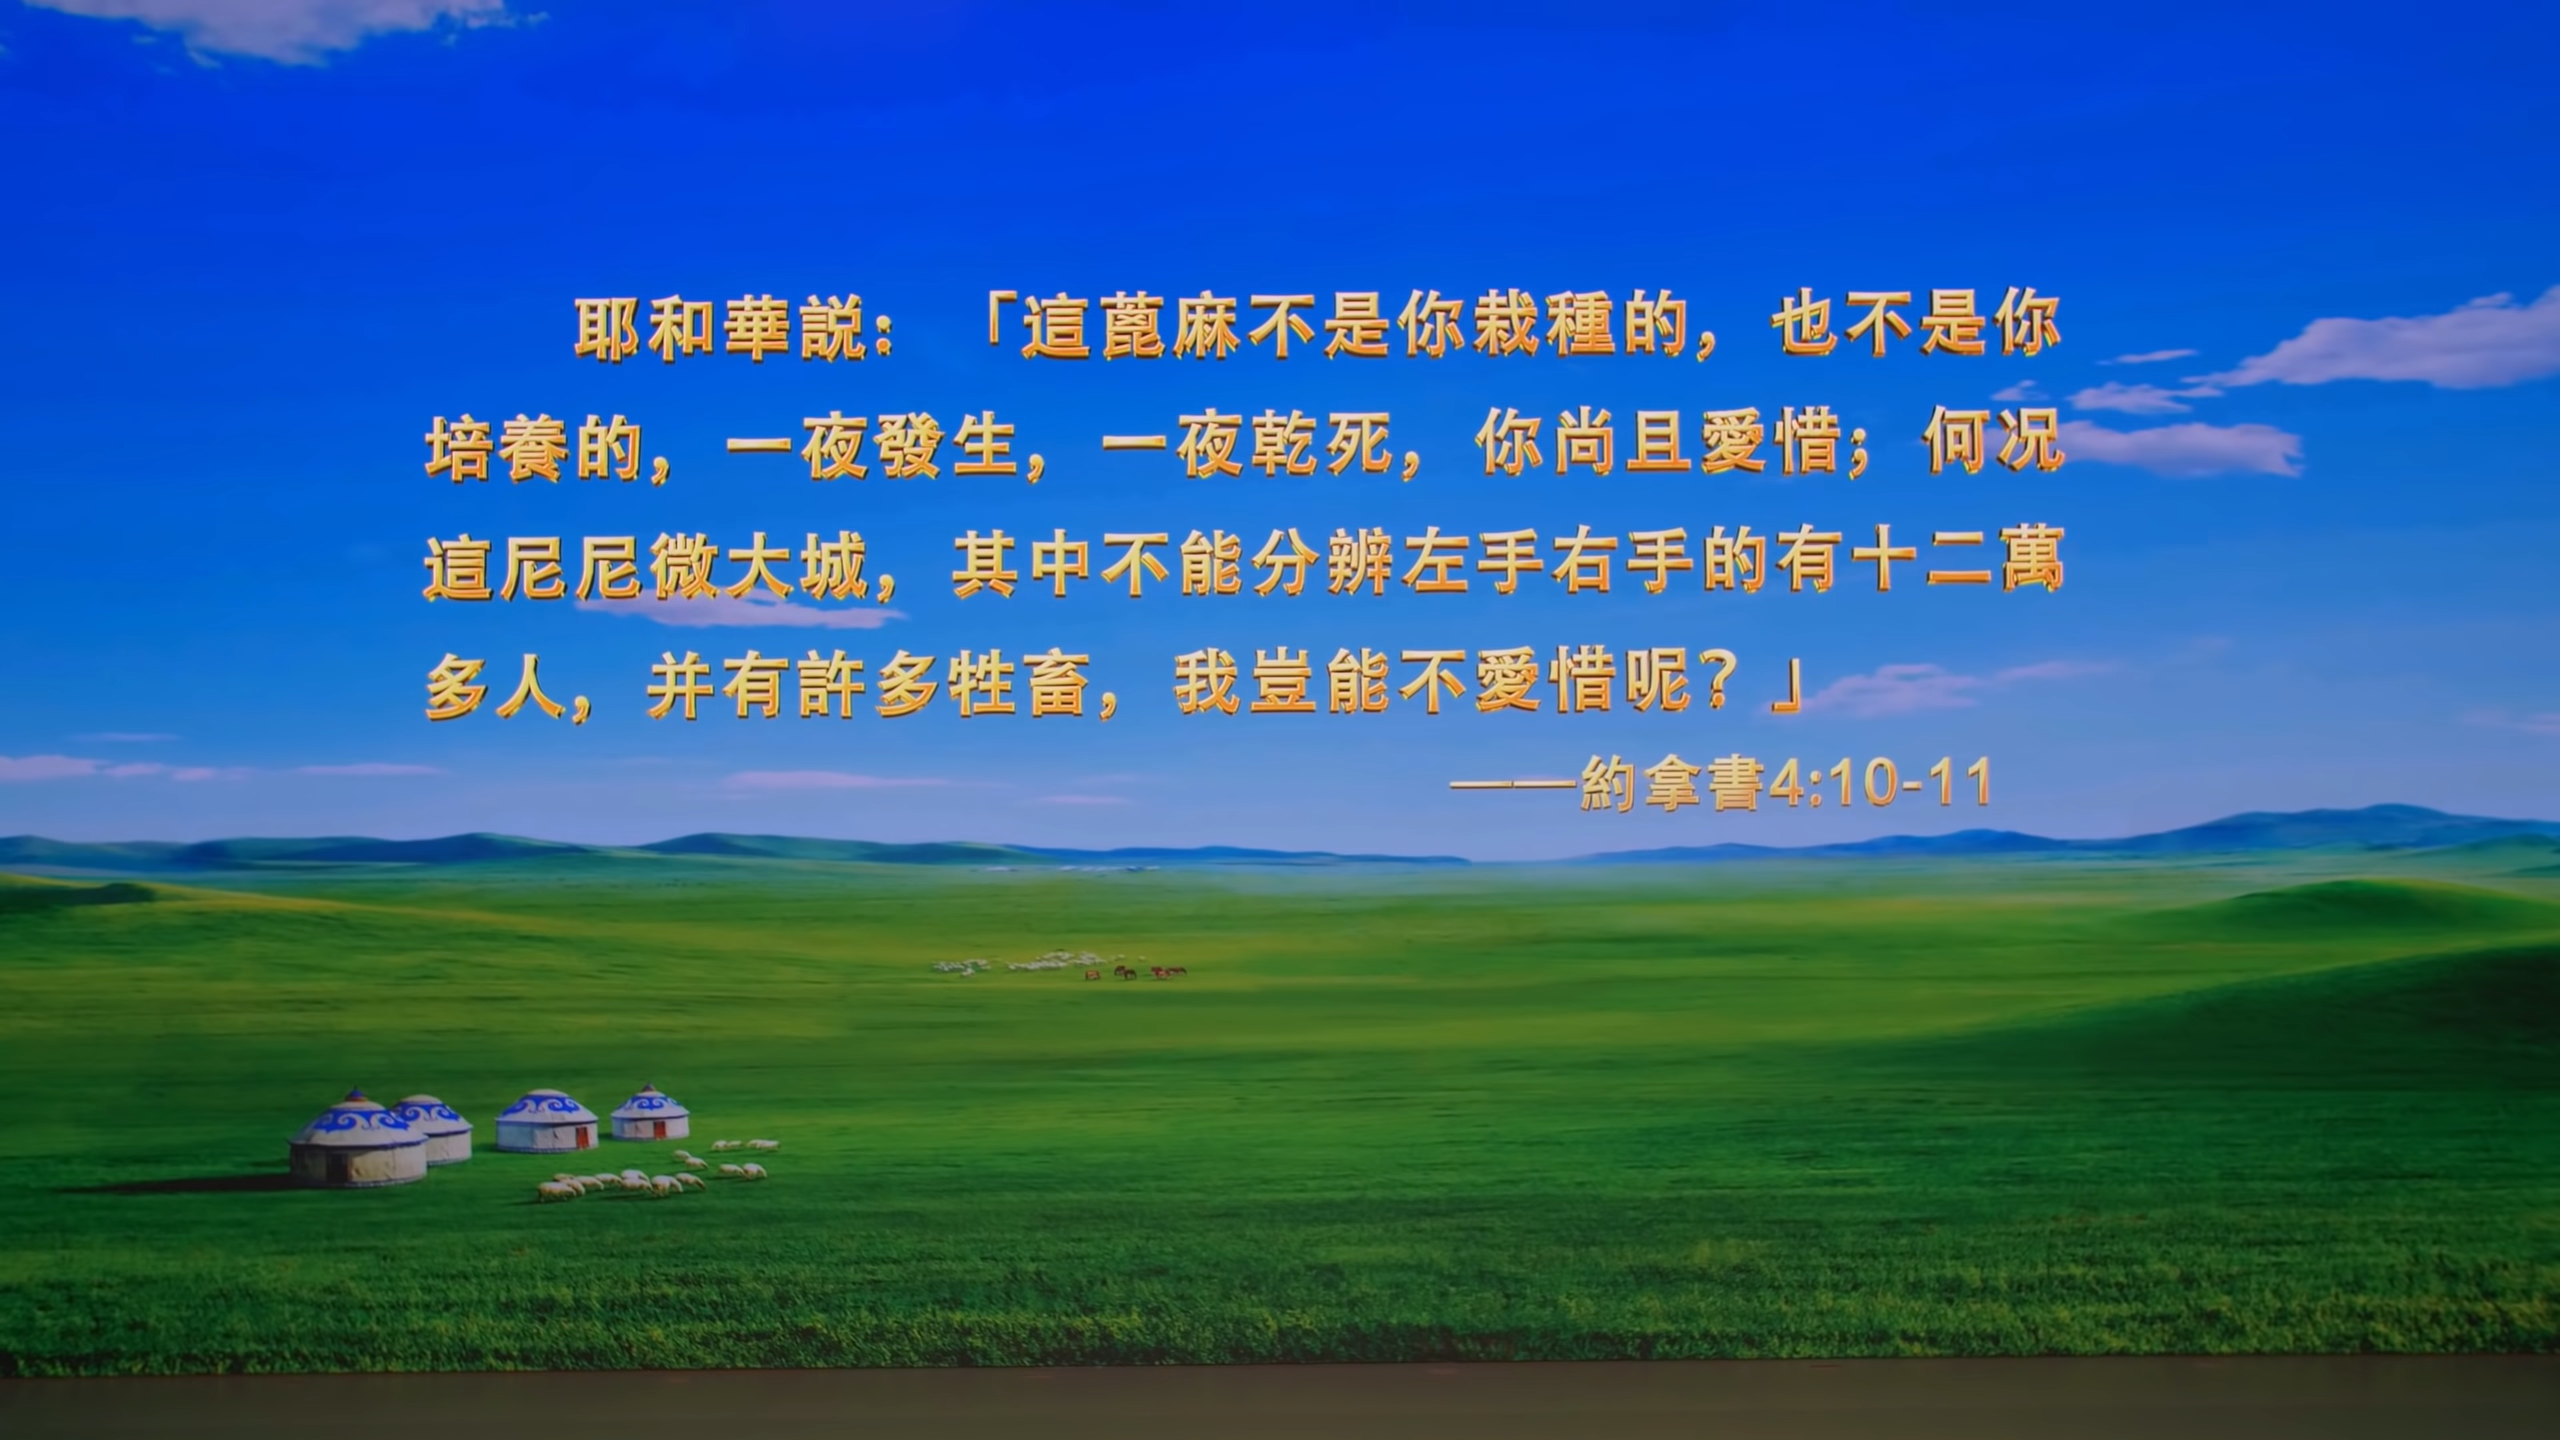 耶和華説：「這蓖麻不是你栽種的，也不是你
培養的，一夜發生，一夜乾死，你尚且愛惜；何况
這尼尼微大城，其中不能分辨左手右手的有十二萬
多人，并有許多牲畜，我豈能不愛惜呢？」
——約拿書4:10-11